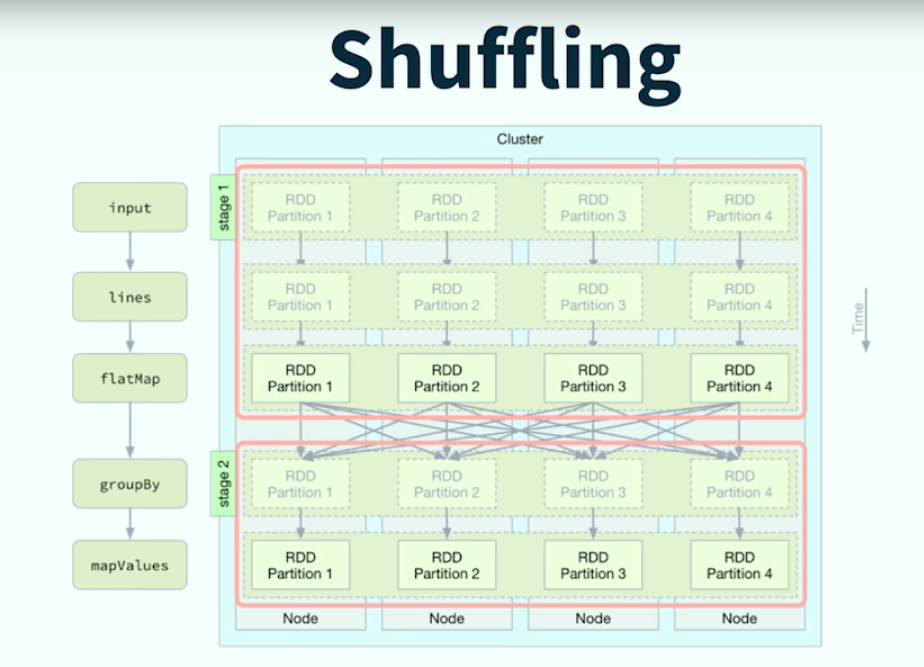 Shuffling
Cluster
input
stage 1
RDD
Partition 1
RDD
Partition 2
RDD
Partition 3
RDD
Partition 4
lines
RDD
Partition 1
RDD
Partition 2
RDD
Partition 3
RDD
Partition 4
Time
flatMap
RDD
Partition 1
RDD
Partition 2
RDD
Partition 3
RDD
Partition 4
groupBy
stage 2
RDD
Partition 1
RDD
Partition 2
RDD
Partition 3
RDD
Partition 4
mapValues
RDD
Partition 1
RDD
Partition 2
RDD
Partition 3
RDD
Partition 4
Node
Node
Node
Node